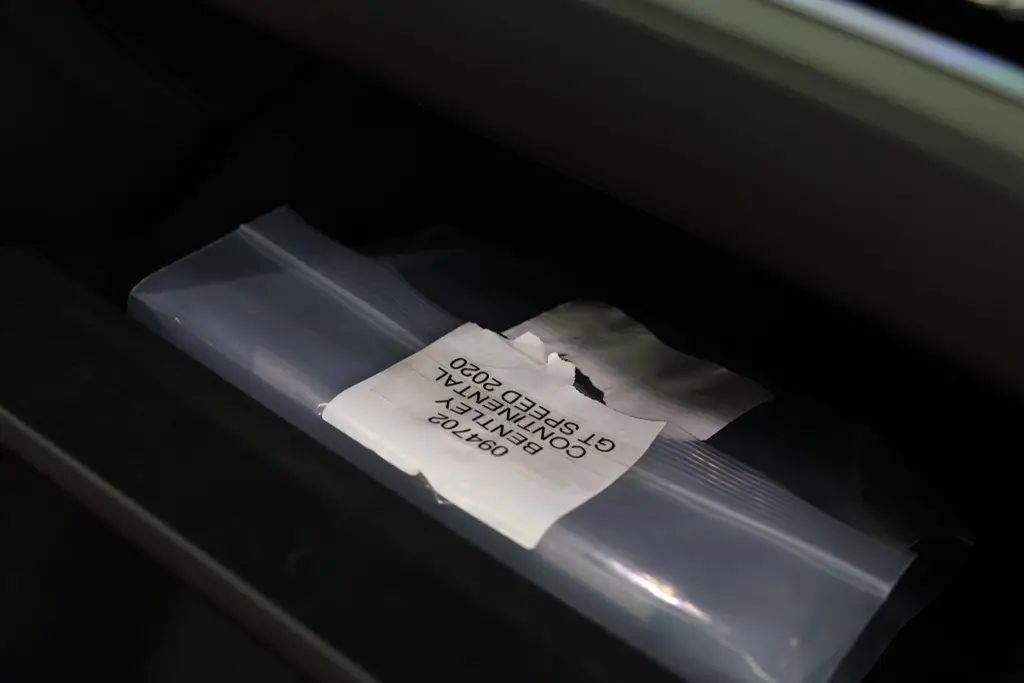 094702
BENTLEY
CONTINENTAL
GT SPEED 2020